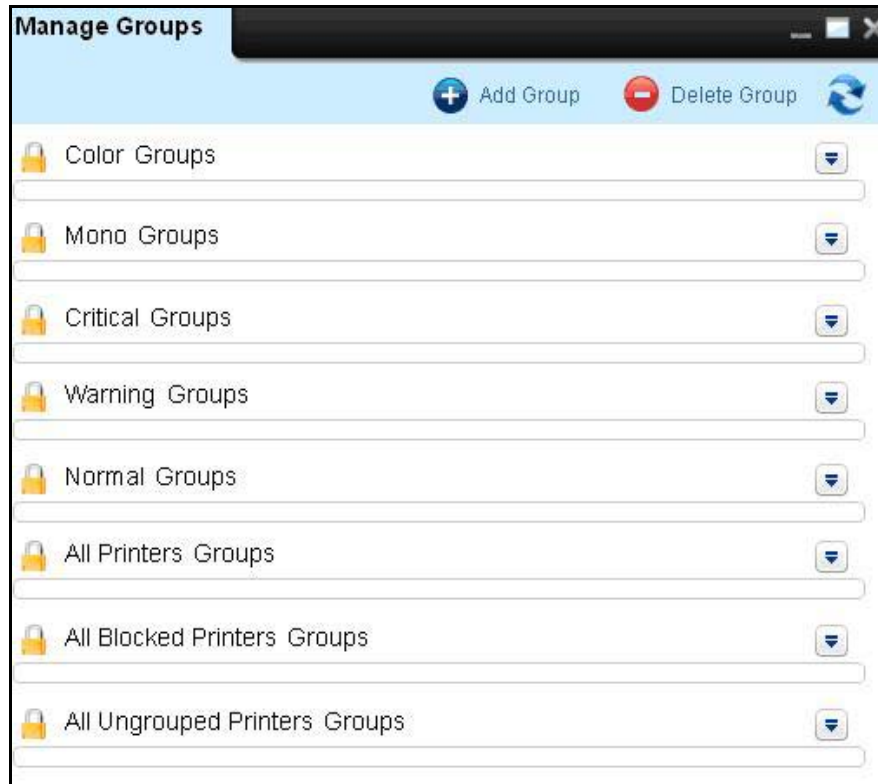 Manage Groups
Add Group Delete Group
Color Groups
Mono Groups
Critical Groups
Warning Groups
Normal Groups
All Printers Groups
All Blocked Printers Groups
All Ungrouped Printers Groups